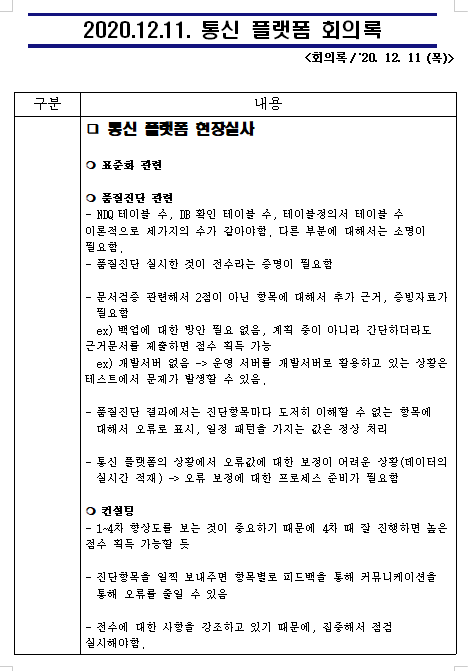 2020.12.11. 통신 플랫폼 회의록
<회의록/'20. 12. 11 (목)>
구분 내용
□ 통신 플랫폼 현장실사
○ 표준화 관련
○ 품질진단 관련
- NDQ 테이블 수, DB 확인 테이블 수, 테이블정의서 테이블 수
이론적으로 세가지의 수가 같아야함. 다른 부분에 대해서는 소명이
필요함.
- 품질진단 실시한 것이 전수라는 증명이 필요함
- 문서검증 관련해서 2점이 아닌 항목에 대해서 추가 근거, 증빙자료가
필요함
ex) 백업에 대한 방안 필요 없음, 계획 중이 아니라 간단하더라도
근거문서를 제출하면 점수 획득 가능
ex) 개발서버 없음 -> 운영 서버를 개발서버로 활용하고 있는 상황은
테스트에서 문제가 발생할 수 있음.
- 품질진단 결과에서는 진단항목마다 도저히 이해할 수 없는 항목에
대해서 오류로 표시, 일정 패턴을 가지는 값은 정상 처리
- 통신 플랫폼의 상황에서 오류값에 대한 보정이 어려운 상황(데이터의
실시간 적재) -> 오류 보정에 대한 프로세스 준비가 필요함
○ 컨설팅
- 1~4차 향상도를 보는 것이 중요하기 때문에 4차 때 잘 진행하면 높은
점수 획득 가능할 듯
- 진단항목을 일찍 보내주면 항목별로 피드백을 통해 커뮤니케이션을
통해 오류를 줄일 수 있음
- 전수에 대한 사항을 강조하고 있기 때문에, 집중해서 점검
실시해야함.